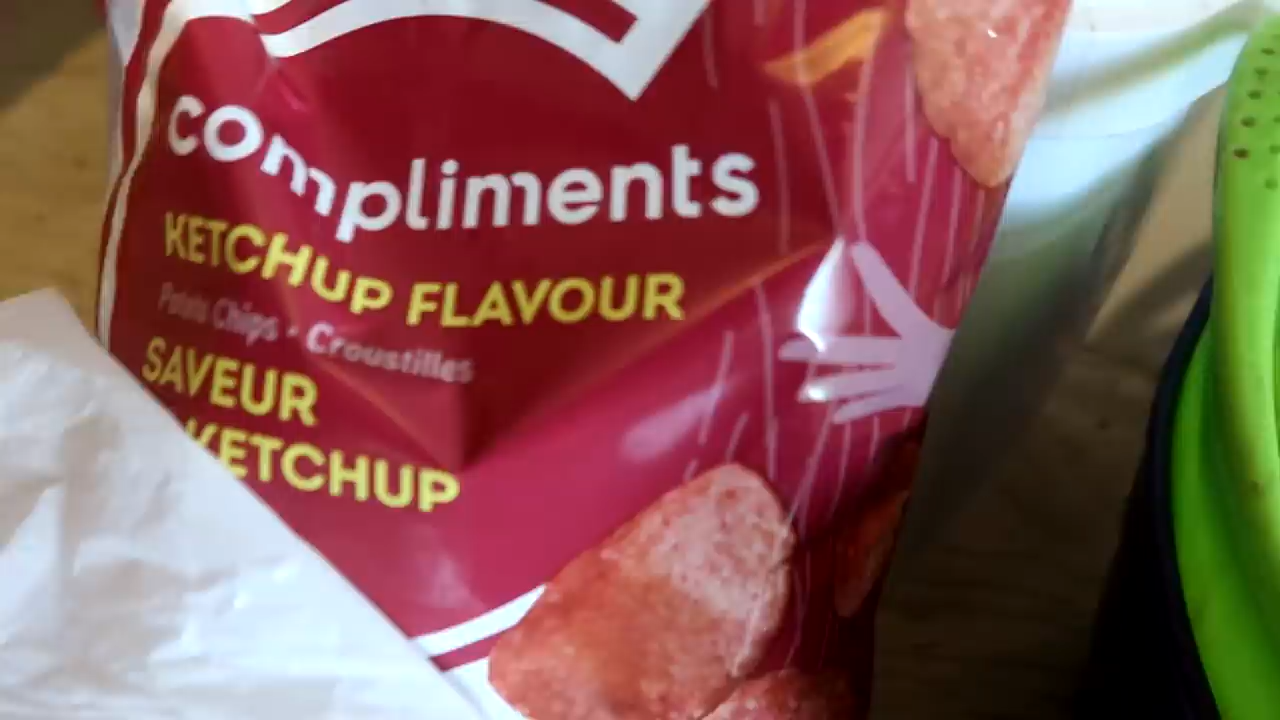 compliments
KETCHUP FLAVOUR
Potato Chips • Croustilles
SAVEUR
KETCHUP